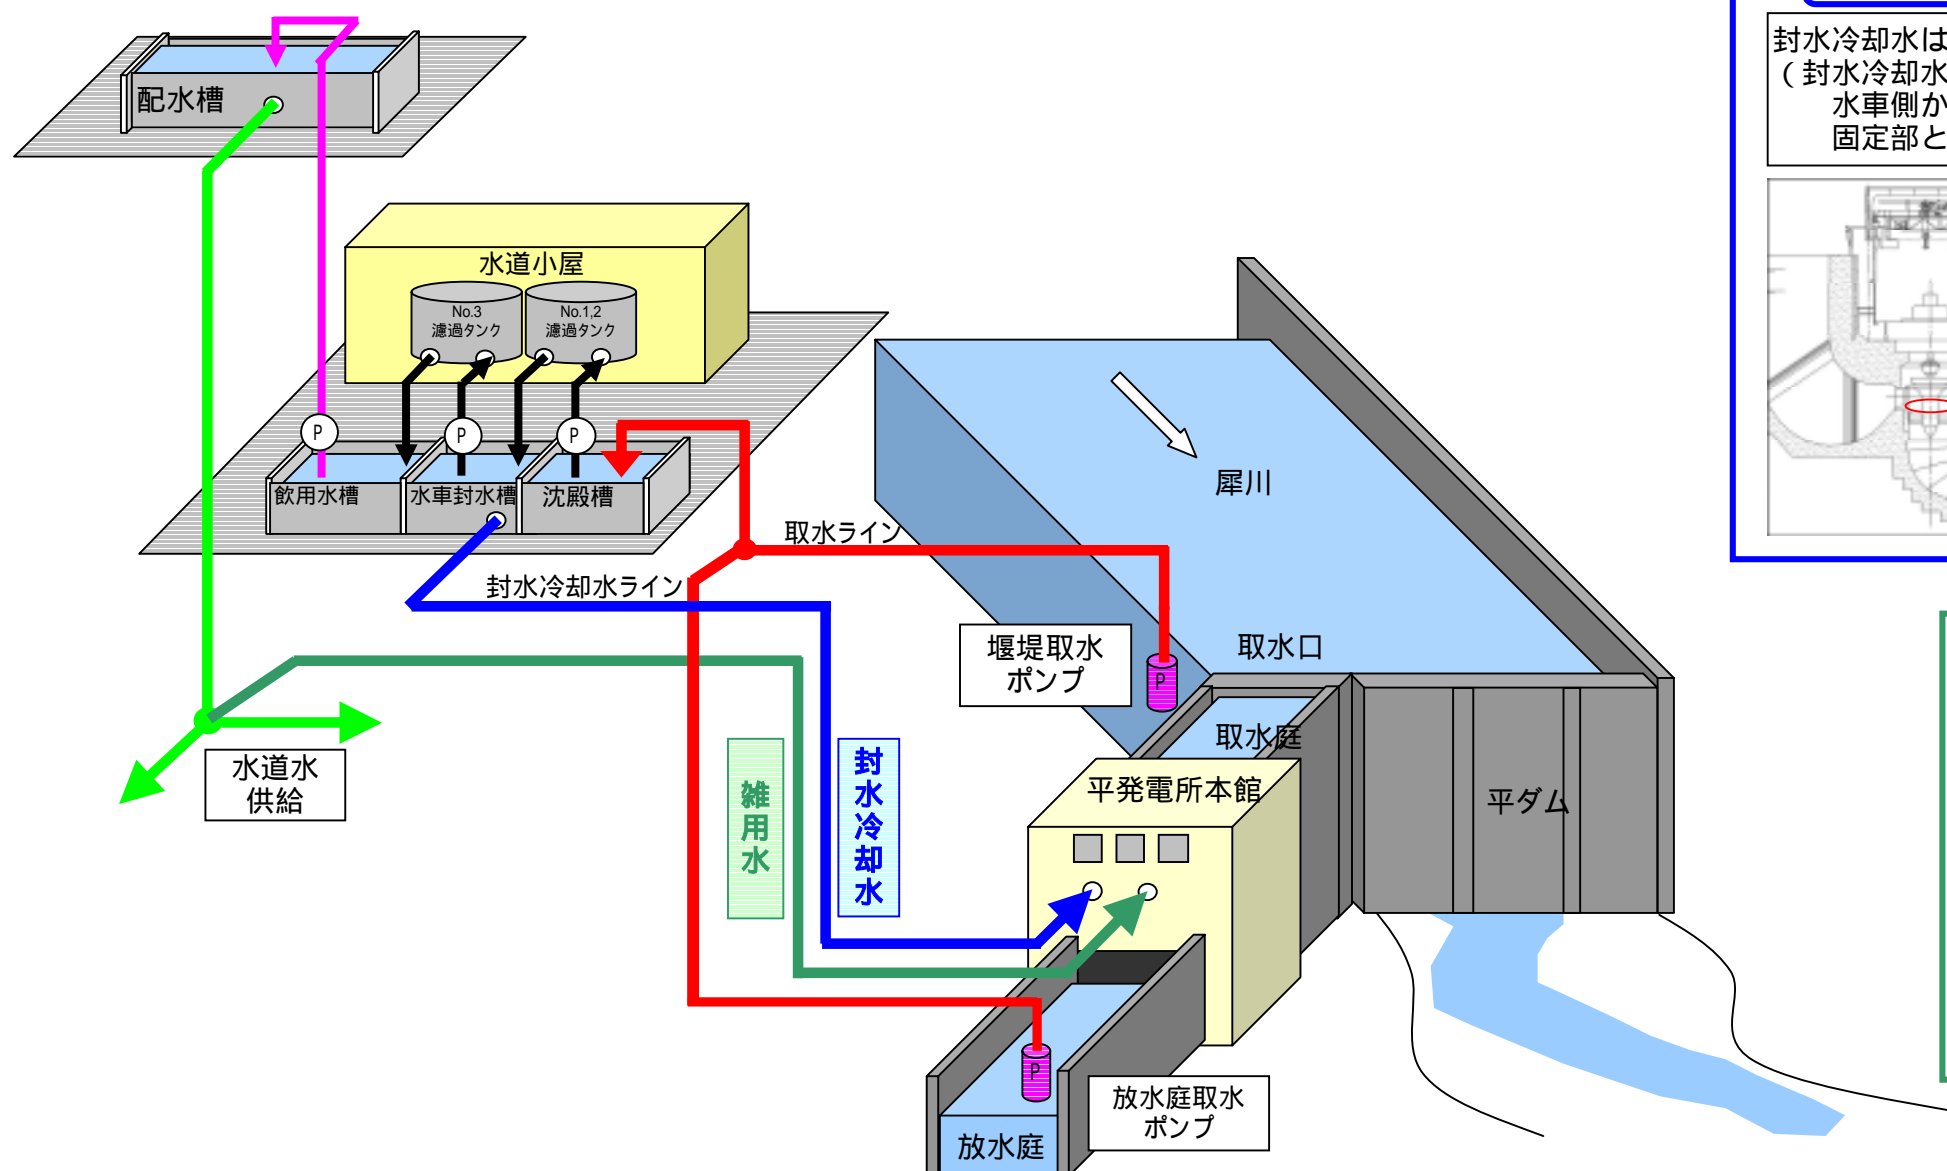 封水冷却水は
（封水冷却水
水車側か
固定部と
配水槽
水道小屋
No.3
濾過タンク
No.1,2
濾過タンク
P
P
P
飲用水槽
水車封水槽
沈殿槽
取水ライン
封水冷却水ライン
犀川
堰堤取水
ポンプ
P
取水口
取水庭
平発電所本館
平ダム
水道水
供給
雑用水
封水冷却水
P
放水庭取水
ポンプ
放水庭